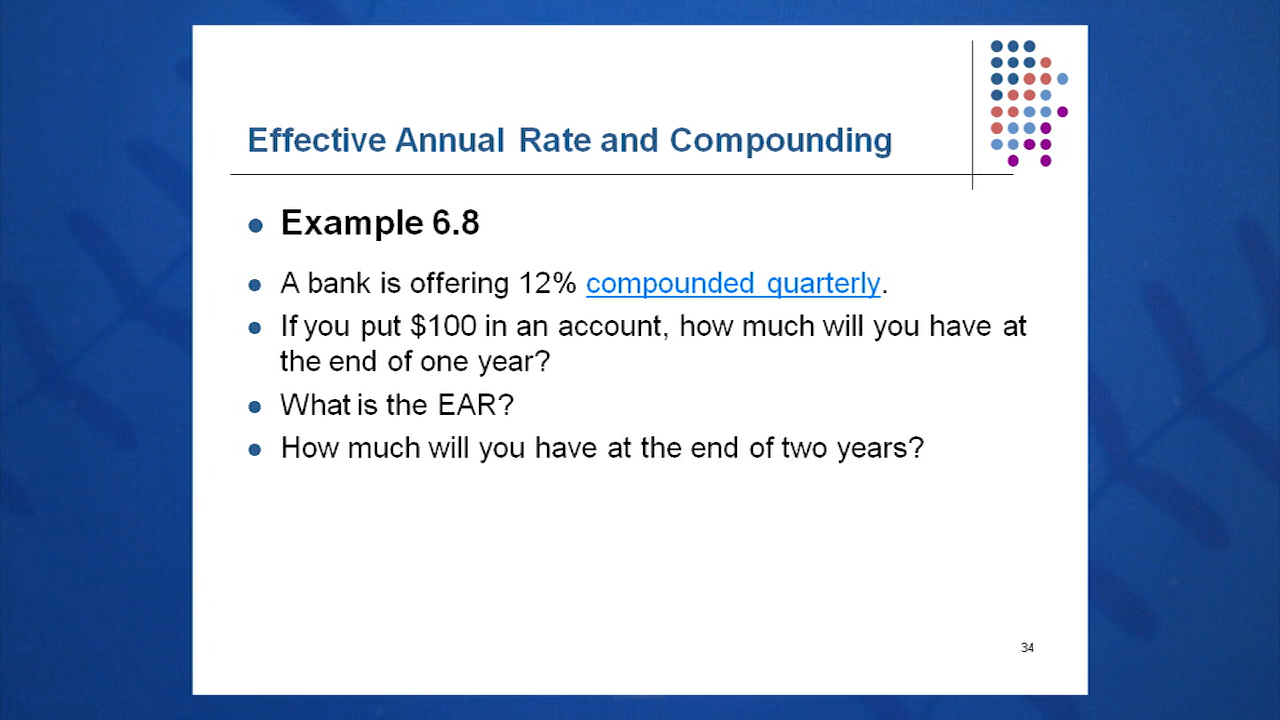 Effective Annual Rate and Compounding
Example 6.8
A bank is offering 12% compounded quarterly.
If you put $100 in an account, how much will you have at
the end of one year?
What is the EAR?
How much will you have at the end of two years?
34